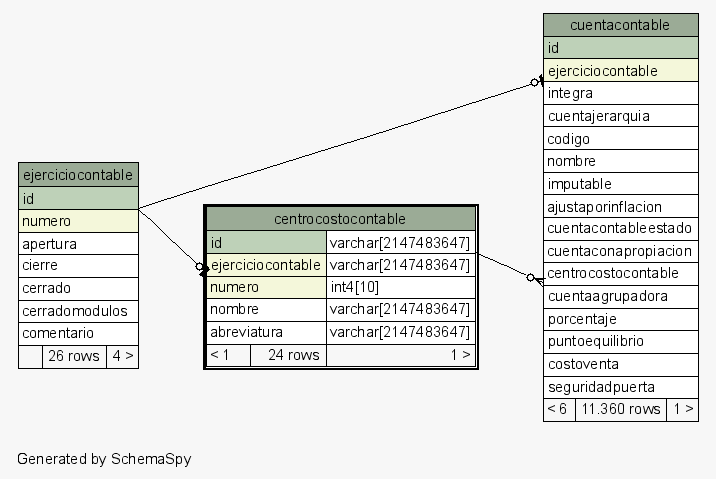 cuentacontable
id
ejerciciocontable
integra
cuentajerarquia
codigo
nombre
imputable
ajustaporinflacion
cuentacontableestado
cuentaconapropiacion
centrocostocontable
cuentaagrupadora
porcentaje
puntoequilibrio
costoventa
seguridadpuerta
< 6 11.360 rows 1 >
ejerciciocontable
id
numero
apertura
cierre
cerrado
cerradomodulos
comentario
26 rows 4 >
centrocostocontable
id varchar[2147483647]
ejerciciocontable varchar[2147483647]
numero int4[10]
nombre varchar[2147483647]
abreviatura varchar[2147483647]
< 1 24 rows 1 >
Generated by SchemaSpy